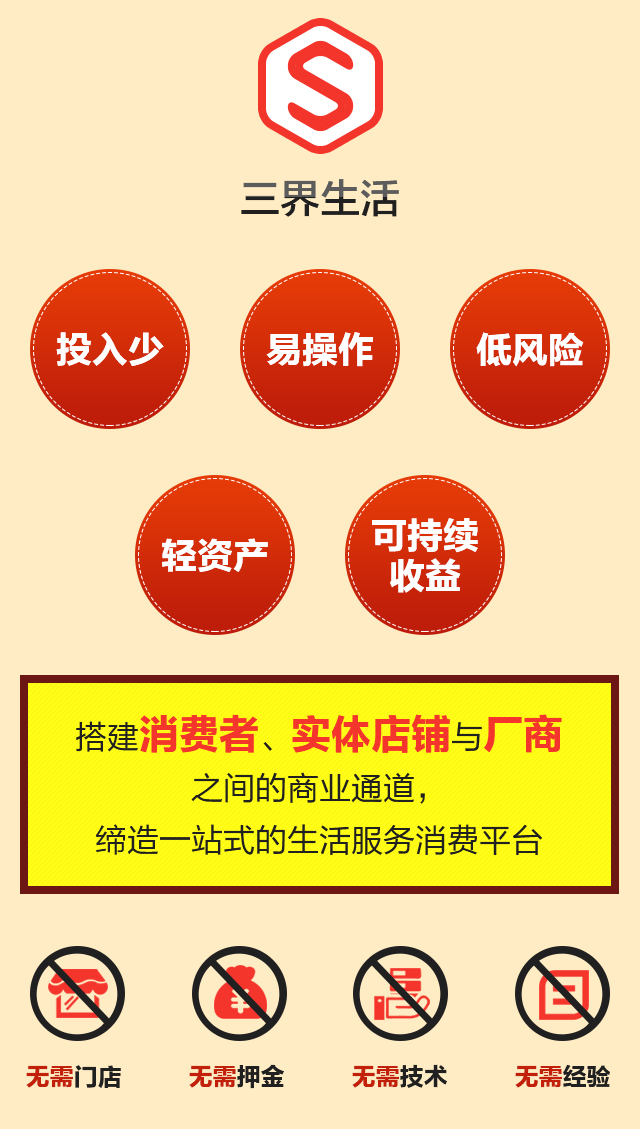 三界生活
投入少
易操作
低风险
轻资产
可持续
收益
搭建消费者、实体店铺与厂商
之间的商业通道，
缔造一站式的生活服务消费平台
无需门店
无需押金
无需技术
无需经验